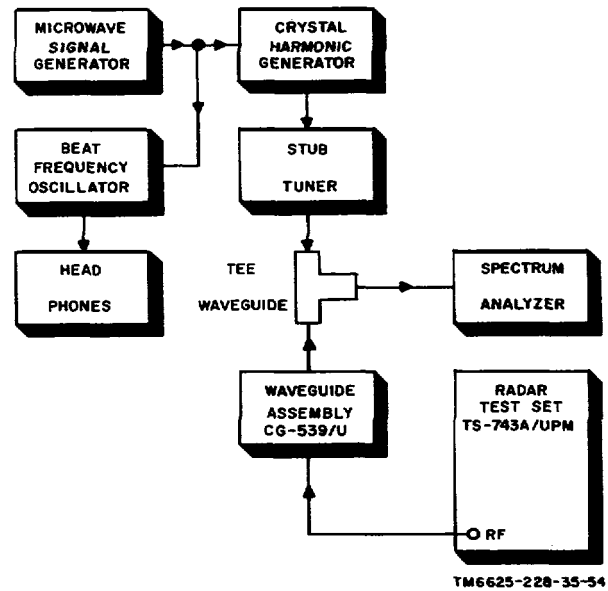 MICROWAVE
SIGNAL
GENERATOR
CRYSTAL
HARMONIC
GENERATOR
BEAT
FREQUENCY
OSCILLATOR
STUB
TUNER
HEAD
PHONES
TEE
WAVEGUIDE
SPECTRUM
ANALYZER
WAVEGUIDE
ASSEMBLY
CG-539/U
RADAR
TEST SET
TS-743A/UPM
RF
TM6625-228-35-54